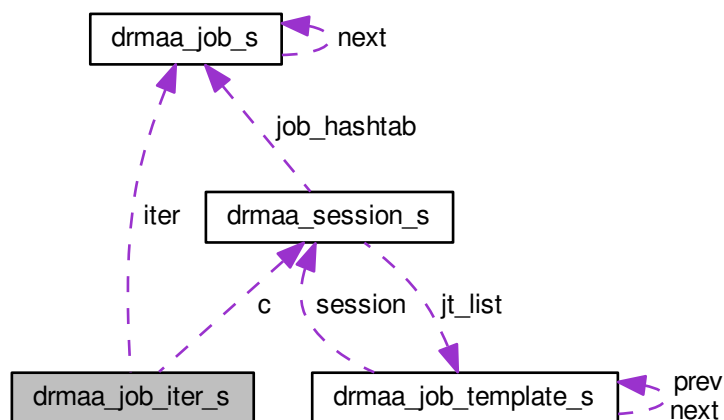 drmaa_job_s
next
job_hashtab
drmaa_session_s
iter
c
session
jt_list
drmaa_job_iter_s
drmaa_job_template_s
prev
next